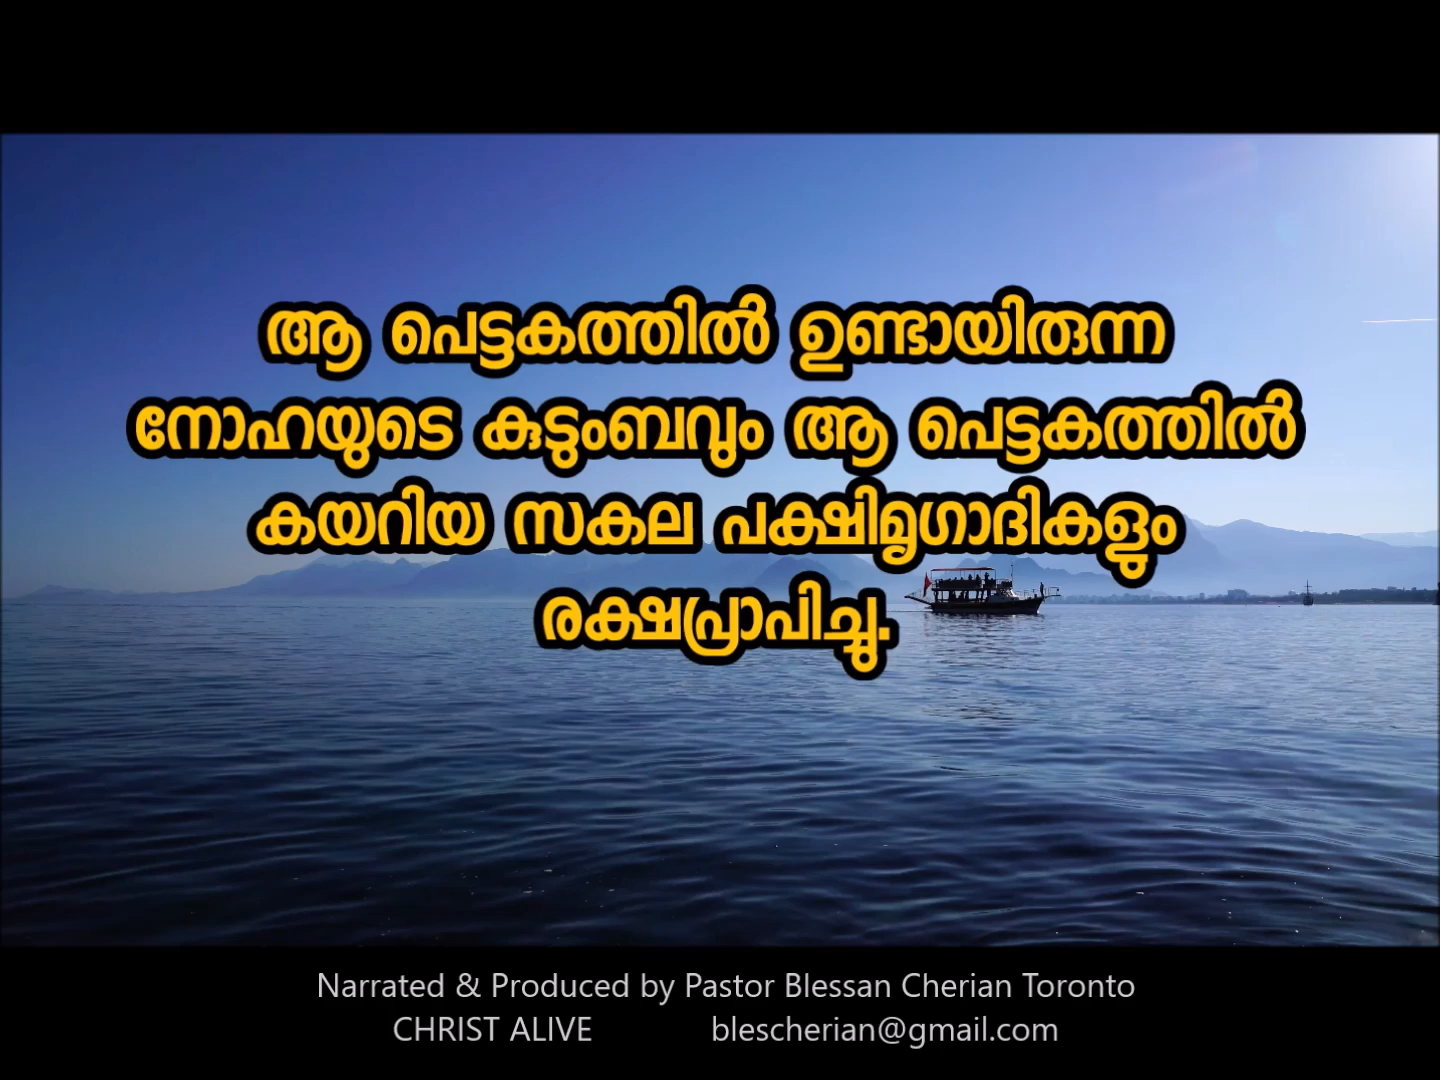 ആ പെട്ടകത്തിൽ ഉണ്ടായിരുന്ന
നോഹയുടെ കുടുംബവും ആ പെട്ടകത്തിൽ
കയറിയ സകല പക്ഷിമൃഗാദികളും
രക്ഷപ്രാപിച്ചു.
Narrated & Produced by Pastor Blessan Cherian Toronto
CHRIST ALIVE blescherian@gmail.com